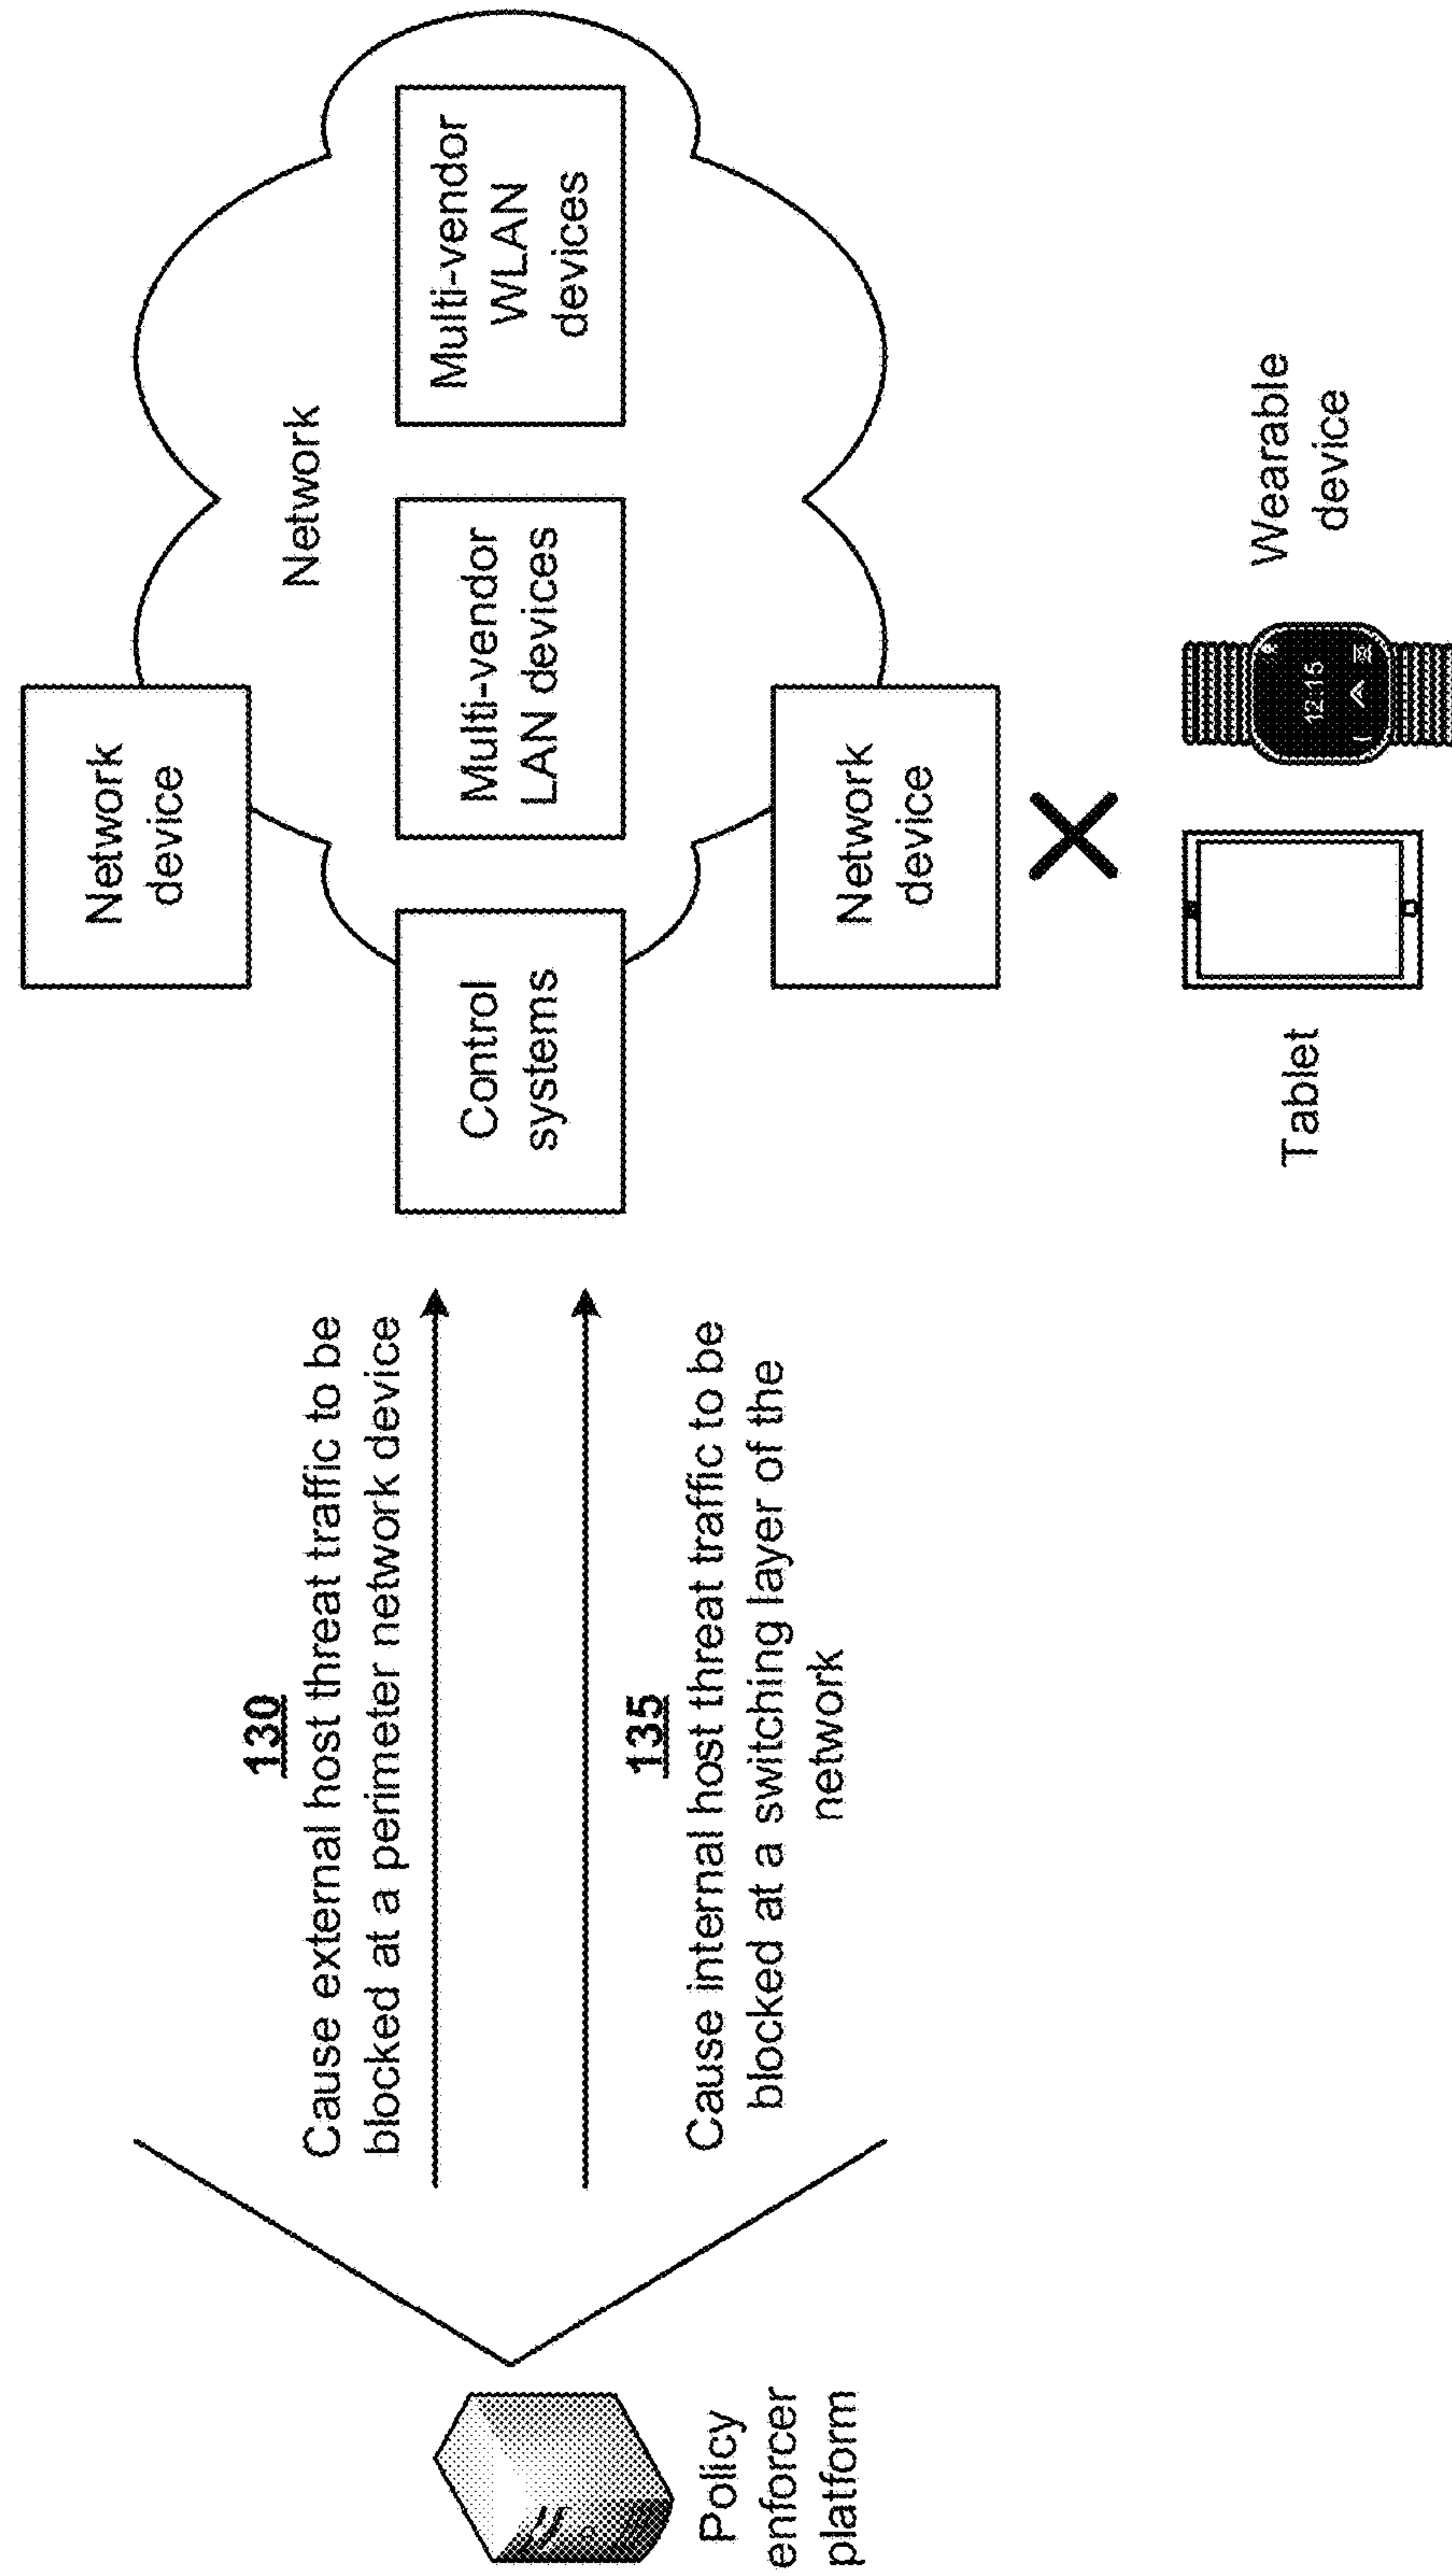 130
Cause external host threat traffic to be
blocked at a perimeter network device
135
Cause internal host threat traffic to be
blocked at a switching layer of the
network
Policy
enforcer
platform
Network
device
Network
Control
systems
Multi-vendor
LAN devices
Multi-vendor
WLAN
devices
Network
device
Tablet
12:15
Wearable
device